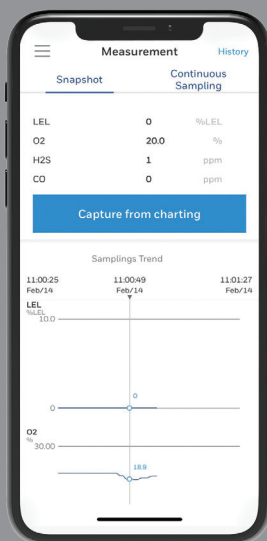 Measurement
History
Snapshot
Continuous
Sampling
LEL 0 %LEL
O2 20.0 %
H2S 1 ppm
CO 0 ppm
Capture from charting
Samplings Trend
11:00:25 11:00:49 11:01:27
Feb/14 Feb/14 Feb/14
LEL
%LEL
10.0
0
0
O2
%
30.00
18.9